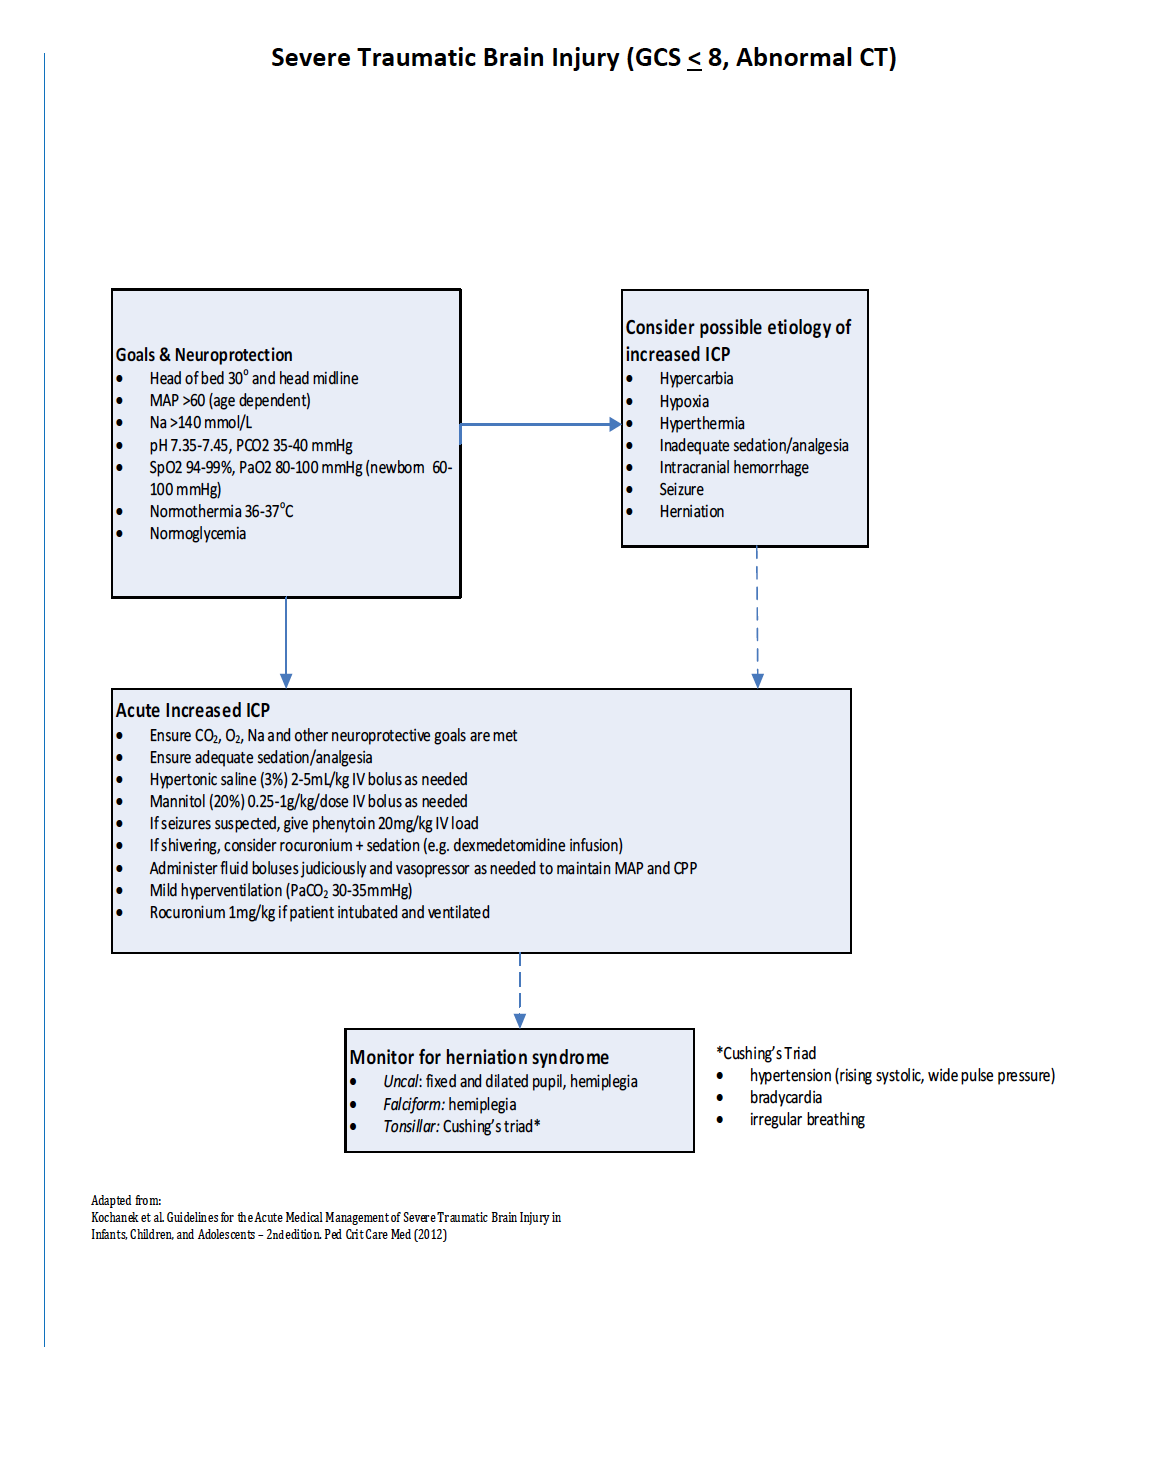 Severe Traumatic Brain Injury (GCS < 8, Abnormal CT)
Goals & Neuroprotection
• Head of bed 30° and head midline
• MAP >60 (age dependent)
• Na >140 mmol/L
• pH 7.35-7.45, PCO2 35-40 mmHg
• SpO2 94-99%, PaO2 80-100 mmHg (newborn 60-
100 mmHg)
• Normothermia 36-37°C
• Normoglycemia
Consider possible etiology of
increased ICP
• Hypercarbia
• Hypoxia
• Hyperthermia
• Inadequate sedation/analgesia
• Intracranial hemorrhage
• Seizure
• Herniation
Acute Increased ICP
• Ensure CO₂, O₂, Na and other neuroprotective goals are met
• Ensure adequate sedation/analgesia
• Hypertonic saline (3%) 2-5mL/kg IV bolus as needed
• Mannitol (20%) 0.25-1g/kg/dose IV bolus as needed
• If seizures suspected, give phenytoin 20mg/kg IV load
• If shivering, consider rocuronium + sedation (e.g. dexmedetomidine infusion)
• Administer fluid boluses judiciously and vasopressor as needed to maintain MAP and CPP
• Mild hyperventilation (PaCO₂ 30-35mmHg)
• Rocuronium 1mg/kg if patient intubated and ventilated
Monitor for herniation syndrome
• Uncal: fixed and dilated pupil, hemiplegia
• Falciform: hemiplegia
• Tonsillar: Cushing's triad*
*Cushing's Triad
• hypertension (rising systolic, wide pulse pressure)
• bradycardia
• irregular breathing
Adapted from:
Kochanek et al. Guidelines for the Acute Medical Management of Severe Traumatic Brain Injury in
Infants, Children, and Adolescents – 2nd edition. Ped Crit Care Med (2012)